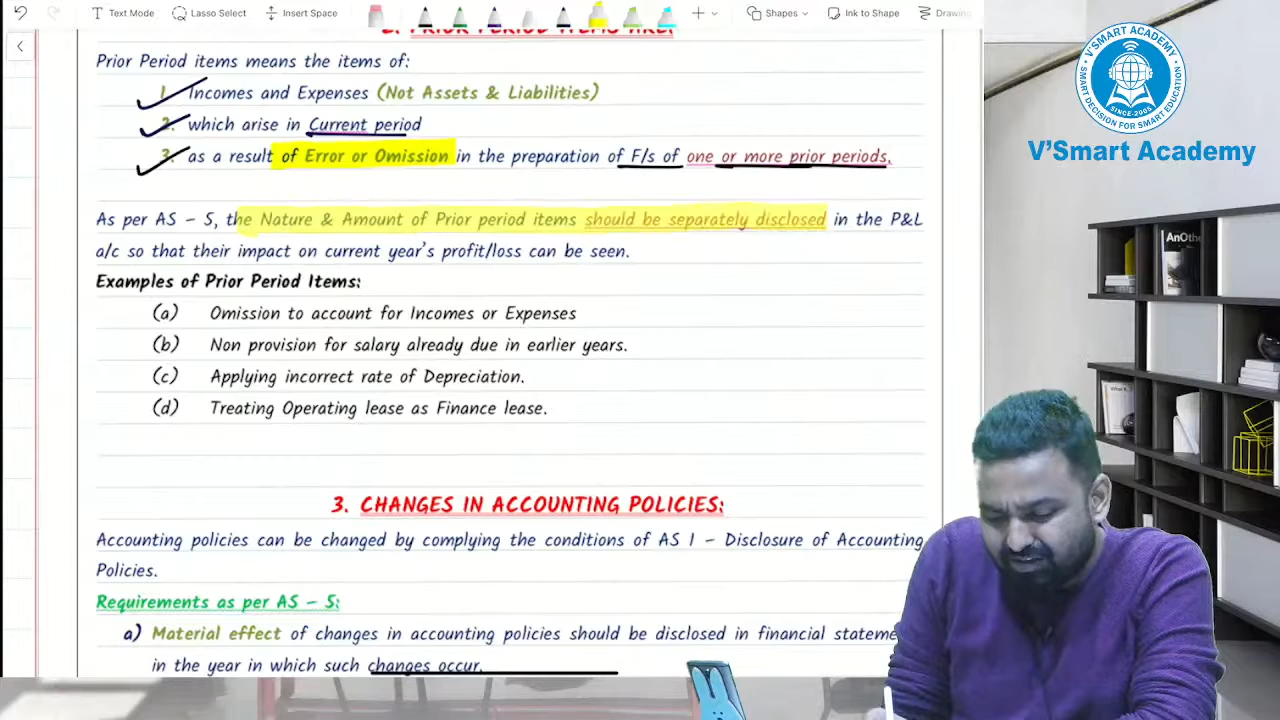 Text Mode Lasso Select Insert Space Shapes Ink to Shape Drawing
2. PRIOR PERIOD ITEMS ARE:
Prior Period items means the items of:
1. Incomes and Expenses (Not Assets & Liabilities)
2. which arise in Current period
3. as a result of Error or Omission in the preparation of F/s of one or more prior periods.
As per AS – 5, the Nature & Amount of Prior period items should be separately disclosed in the P&L
a/c so that their impact on current year's profit/loss can be seen.
Examples of Prior Period Items:
(a) Omission to account for Incomes or Expenses
(b) Non provision for salary already due in earlier years.
(c) Applying incorrect rate of Depreciation.
(d) Treating Operating lease as Finance lease.
3. CHANGES IN ACCOUNTING POLICIES:
Accounting policies can be changed by complying the conditions of AS 1 – Disclosure of Accounting
Policies.
Requirements as per AS – 5:
a) Material effect of changes in accounting policies should be disclosed in financial stateme
in the year in which such changes occur.
V'SMART ACADEMY
SMART DECISION FOR SMART EDUCATION
SINCE-2005
V'Smart Academy
AnOthe